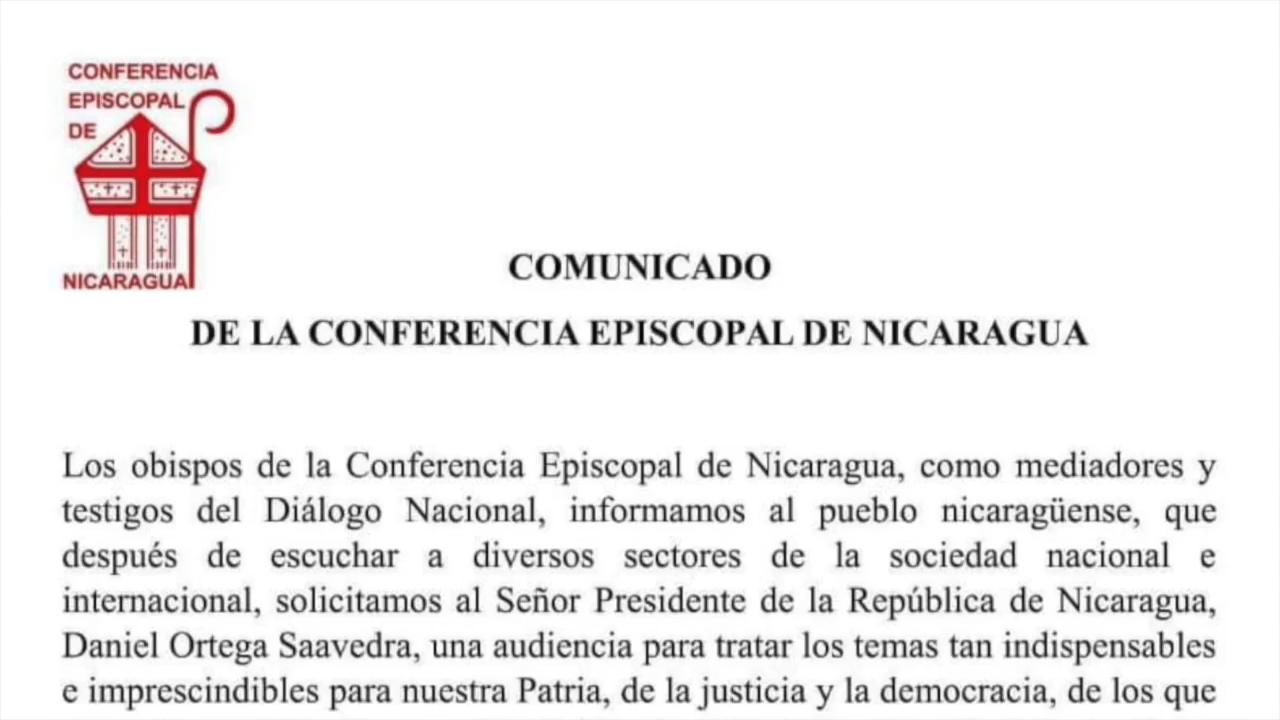 CONFERENCIA
EPISCOPAL
DE
NICARAGUA
COMUNICADO
DE LA CONFERENCIA EPISCOPAL DE NICARAGUA
Los obispos de la Conferencia Episcopal de Nicaragua, como mediadores y
testigos del Diálogo Nacional, informamos al pueblo nicaragüense, que
después de escuchar a diversos sectores de la sociedad nacional e
internacional, solicitamos al Señor Presidente de la República de Nicaragua,
Daniel Ortega Saavedra, una audiencia para tratar los temas tan indispensables
e imprescindibles para nuestra Patria, de la justicia y la democracia, de los que